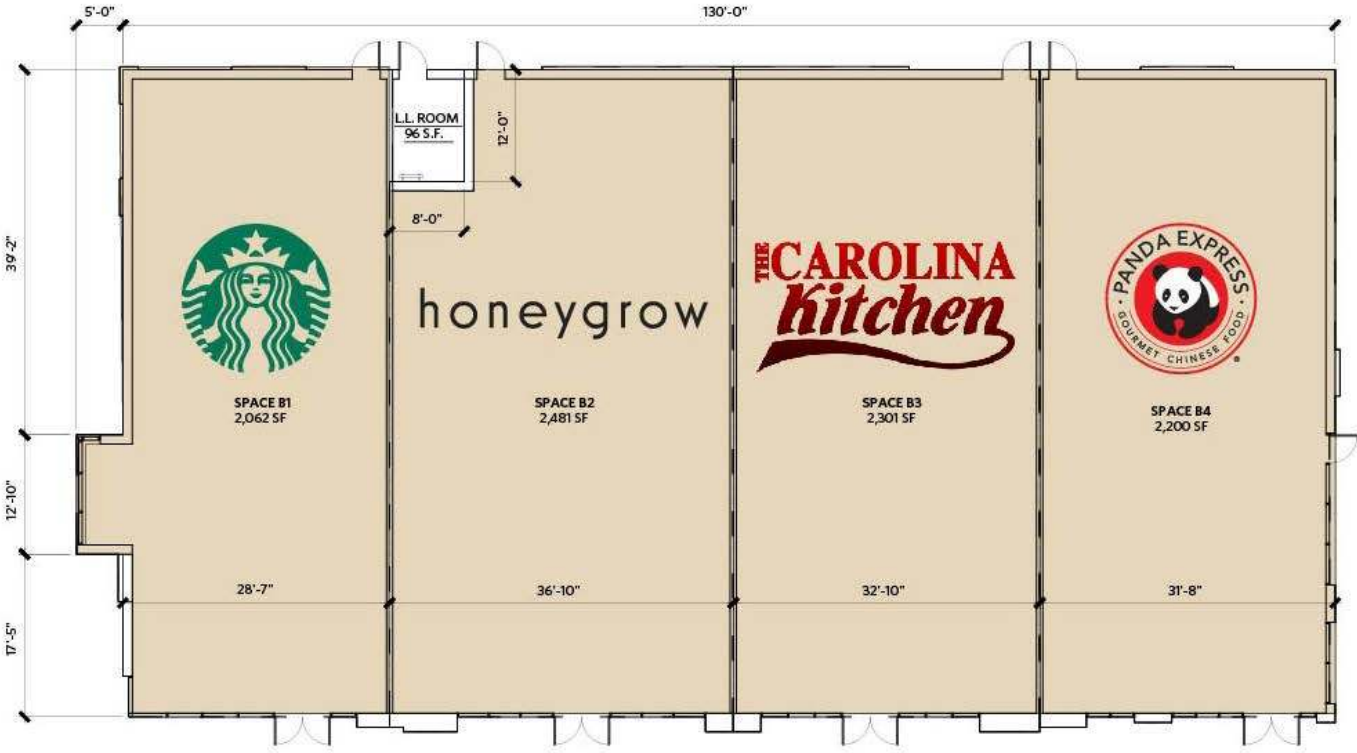 5'-0"
130'-0"
39'-2"
12'-10"
17'-5"
L.L. ROOM
96 S.F.
12'-0"
8'-0"
SPACE B1
2,062 SF
28'-7"
honeygrow
SPACE B2
2,481 SF
36'-10"
THE CAROLINA
Kitchen
SPACE B3
2,301 SF
32'-10"
PANDA EXPRESS
GOURMET CHINESE FOOD
SPACE B4
2,200 SF
31'-8"